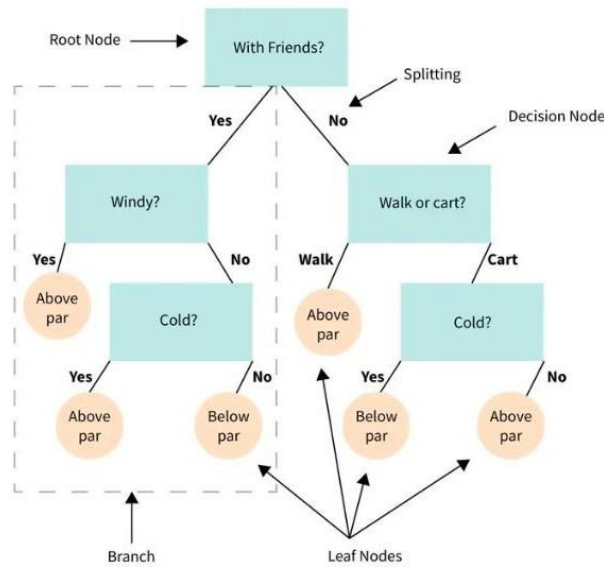 Root Node
With Friends?
Splitting
Yes
No
Decision Node
Windy?
Walk or cart?
Yes
No
Walk
Cart
Above
par
Cold?
Above
par
Cold?
Yes
No
Yes
No
Above
par
Below
par
Below
par
Above
par
Branch
Leaf Nodes